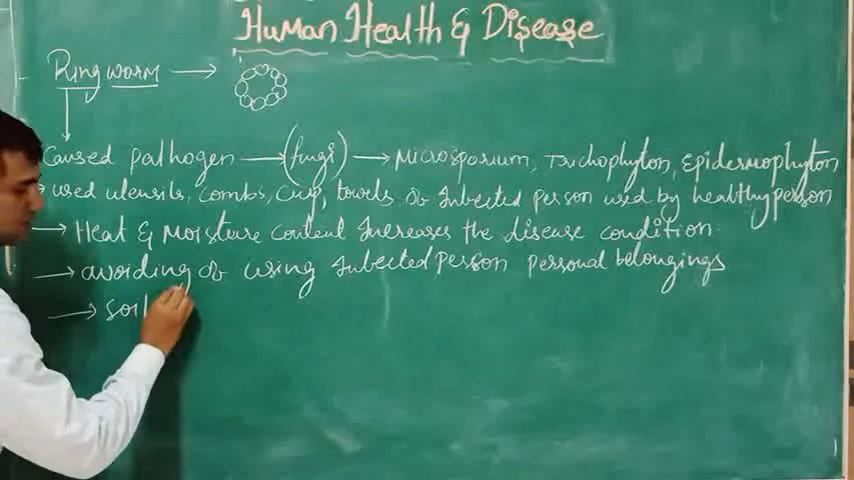 Human Health & Disease
Ringworm →
Caused pathogen → (fungi) → Microsporium, Trichophyton, Epidermophyton
→ used utensils, combs, cup, towels of Infected person used by healthy person
→ Heat & Moisture content Increases the disease condition
→ avoiding of using Infected person personal belongings
→ Soil